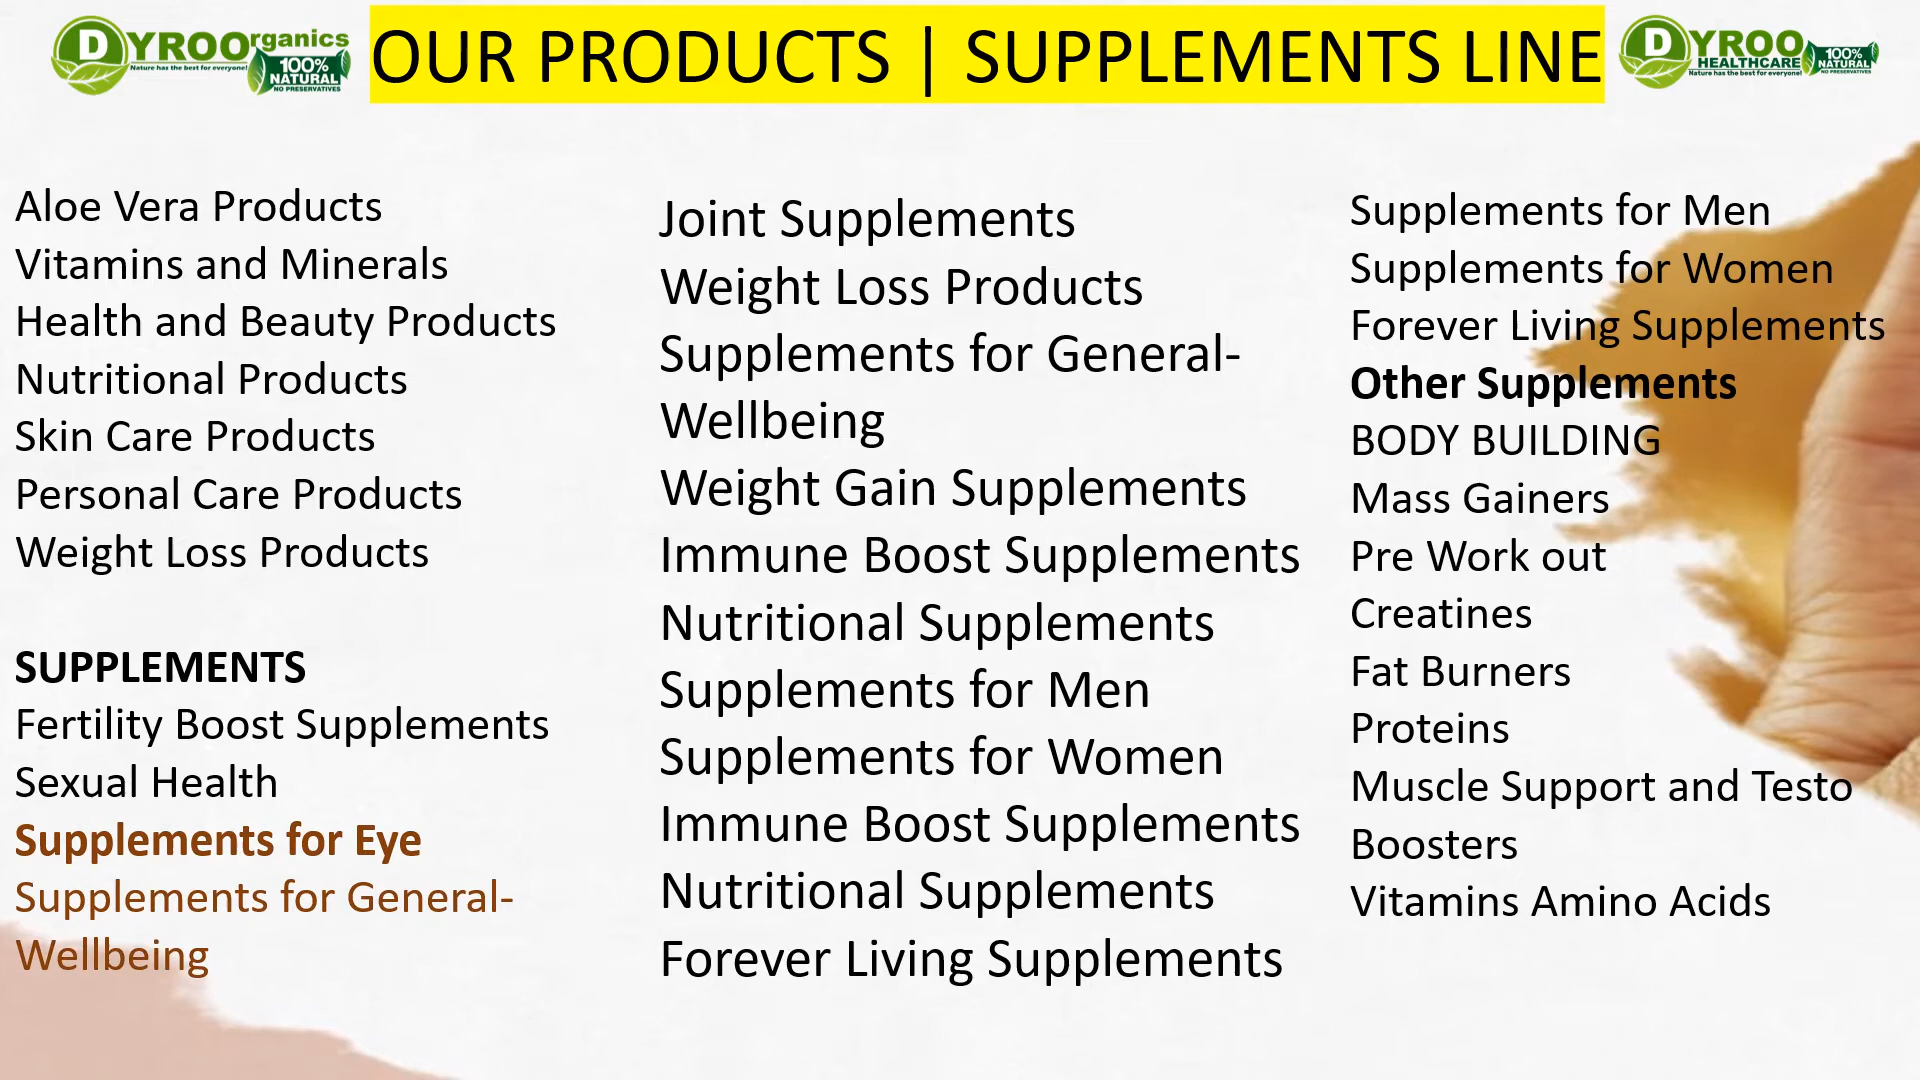 DYROOrganics
Nature has the best for everyone!
100%
NATURAL
NO PRESERVATIVES
OUR PRODUCTS | SUPPLEMENTS LINE
DYROO
HEALTHCARE
Nature has the best for everyone!
100%
NATURAL
NO PRESERVATIVES
Aloe Vera Products
Vitamins and Minerals
Health and Beauty Products
Nutritional Products
Skin Care Products
Personal Care Products
Weight Loss Products
SUPPLEMENTS
Fertility Boost Supplements
Sexual Health
Supplements for Eye
Supplements for General-
Wellbeing
Joint Supplements
Weight Loss Products
Supplements for General-
Wellbeing
Weight Gain Supplements
Immune Boost Supplements
Nutritional Supplements
Supplements for Men
Supplements for Women
Immune Boost Supplements
Nutritional Supplements
Forever Living Supplements
Supplements for Men
Supplements for Women
Forever Living Supplements
Other Supplements
BODY BUILDING
Mass Gainers
Pre Work out
Creatines
Fat Burners
Proteins
Muscle Support and Testo
Boosters
Vitamins Amino Acids